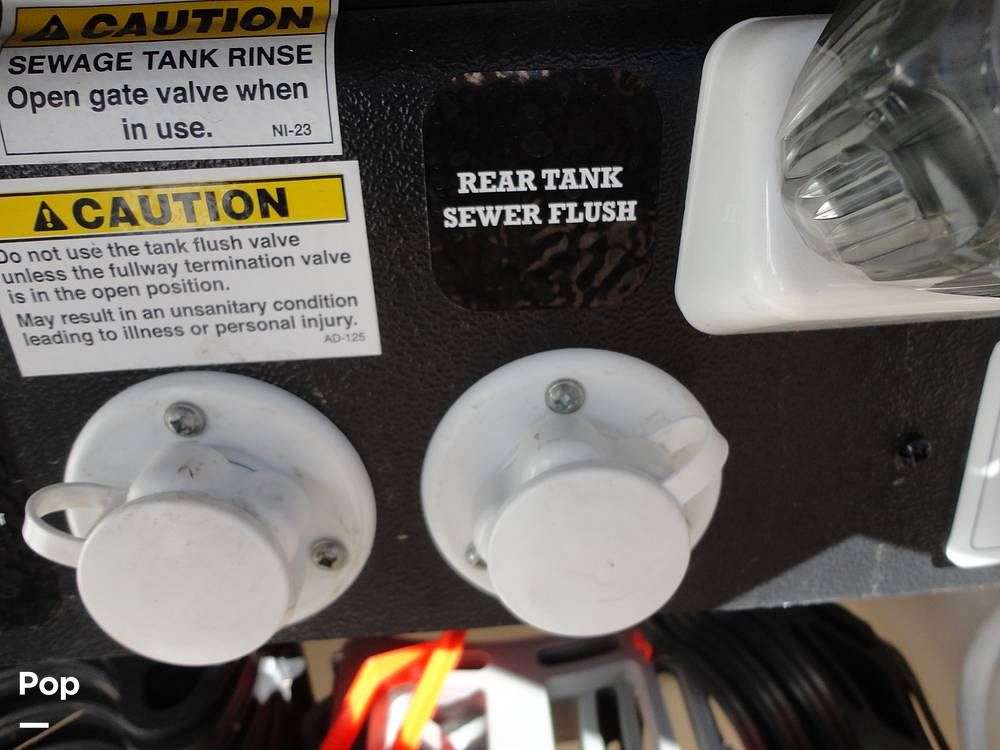 CAUTION
SEWAGE TANK RINSE
Open gate valve when
in use.
NI-23
CAUTION
Do not use the tank flush valve
unless the fullway termination valve
is in the open position.
May result in an unsanitary condition
leading to illness or personal injury.
AD-125
REAR TANK
SEWER FLUSH
Pop